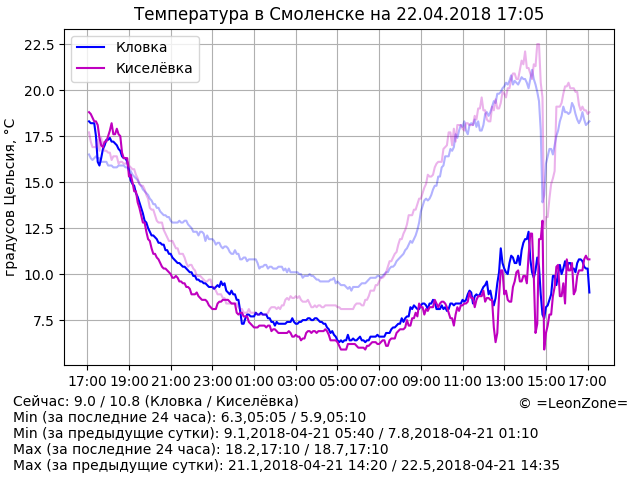 Температура в Смоленске на 22.04.2018 17:05
градусов Цельсия, °C
22.5
20.0
17.5
15.0
12.5
10.0
7.5
Кловка
Киселёвка
17:00 19:00 21:00 23:00 01:00 03:00 05:00 07:00 09:00 11:00 13:00 15:00 17:00
© =LeonZone=
Сейчас: 9.0 / 10.8 (Кловка / Киселёвка)
Min (за последние 24 часа): 6.3,05:05 / 5.9,05:10
Min (за предыдущие сутки): 9.1,2018-04-21 05:40 / 7.8,2018-04-21 01:10
Max (за последние 24 часа): 18.2,17:10 / 18.7,17:10
Max (за предыдущие сутки): 21.1,2018-04-21 14:20 / 22.5,2018-04-21 14:35